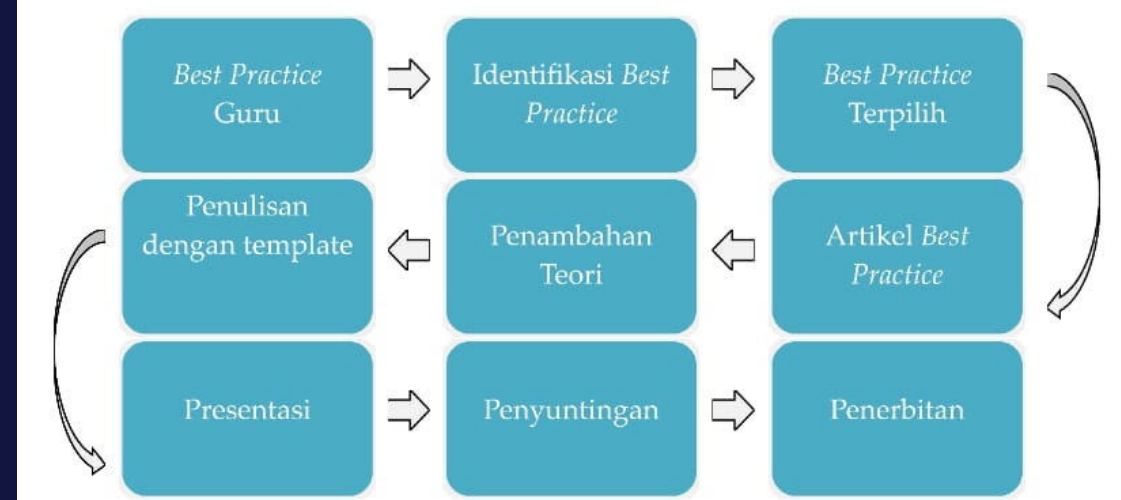 Best Practice
Guru
Identifikasi Best
Practice
Best Practice
Terpilih
Artikel Best
Practice
Penambahan
Teori
Penulisan
dengan template
Presentasi
Penyuntingan
Penerbitan